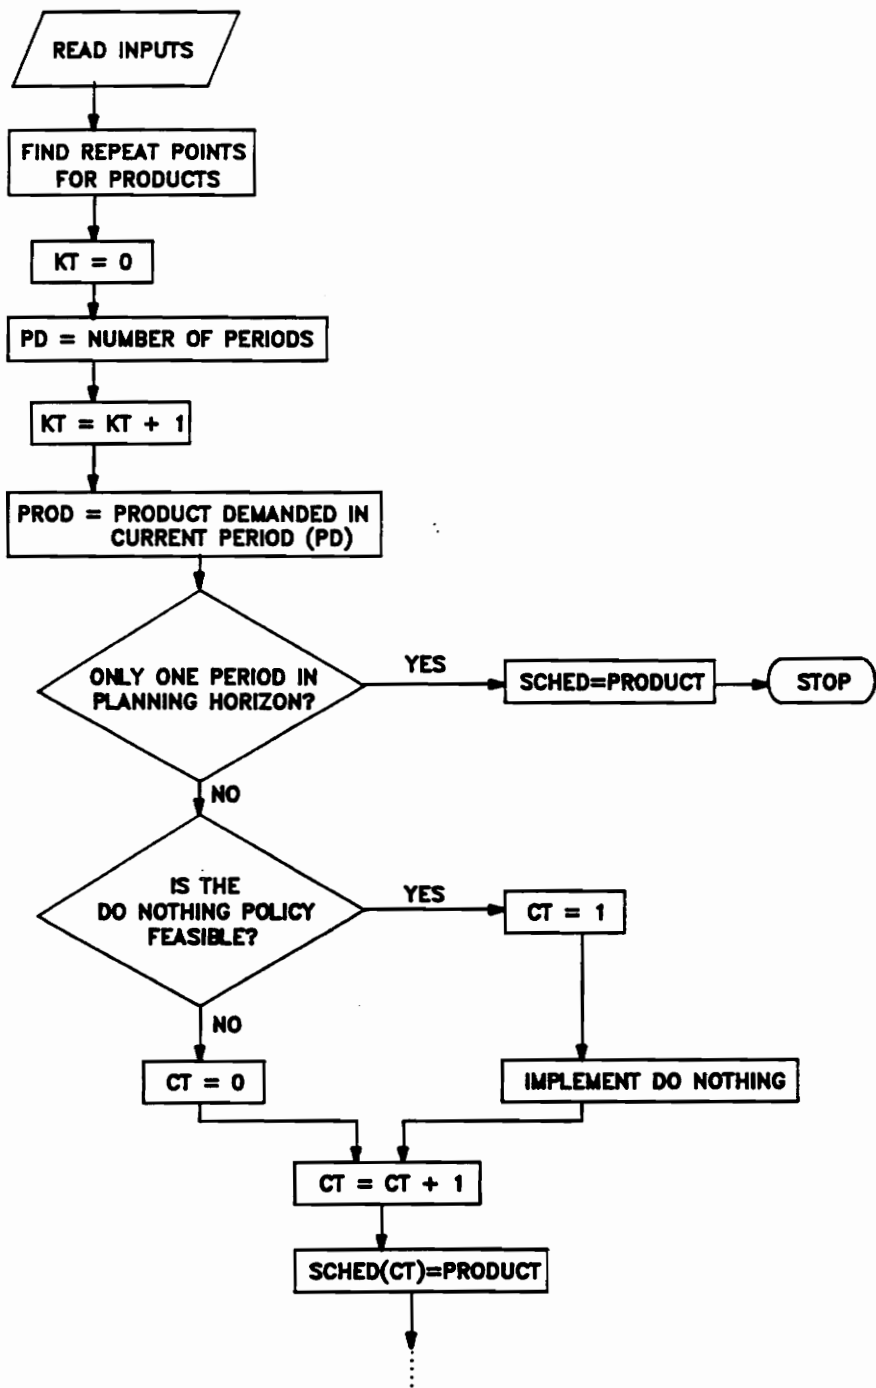 READ INPUTS
FIND REPEAT POINTS
FOR PRODUCTS
KT = 0
PD = NUMBER OF PERIODS
KT = KT + 1
PROD = PRODUCT DEMANDED IN
CURRENT PERIOD (PD)
ONLY ONE PERIOD IN
PLANNING HORIZON?
YES
SCHED=PRODUCT
STOP
NO
IS THE
DO NOTHING POLICY
FEASIBLE?
YES
CT = 1
NO
CT = 0
IMPLEMENT DO NOTHING
CT = CT + 1
SCHED(CT)=PRODUCT